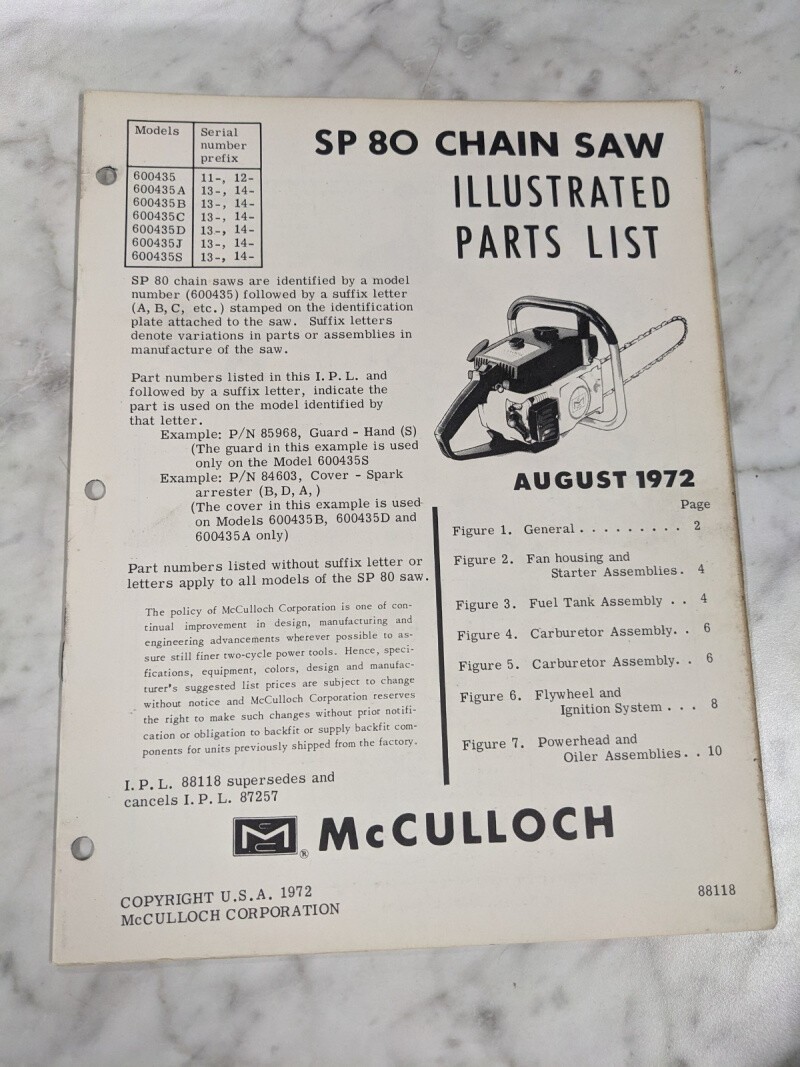 Models
Serial
number
prefix
600435 11-, 12-
600435A 13-, 14-
600435B 13-, 14-
600435C 13-, 14-
600435D 13-, 14-
600435J 13-, 14-
600435S 13-, 14-
SP 80 CHAIN SAW
ILLUSTRATED
PARTS LIST
SP 80 chain saws are identified by a model
number (600435) followed by a suffix letter
(A, B, C, etc.) stamped on the identification
plate attached to the saw. Suffix letters
denote variations in parts or assemblies in
manufacture of the saw.
Part numbers listed in this I. P. L. and
followed by a suffix letter, indicate the
part is used on the model identified by
that letter.
Example: P/N 85968, Guard - Hand (S)
(The guard in this example is used
only on the Model 600435S
Example: P/N 84603, Cover - Spark
arrester (B, D, A, )
(The cover in this example is used
on Models 600435B, 600435D and
600435A only)
Part numbers listed without suffix letter or
letters apply to all models of the SP 80 saw.
The policy of McCulloch Corporation is one of con-
tinual improvement in design, manufacturing and
engineering advancements wherever possible to as-
sure still finer two-cycle power tools. Hence, speci-
fications, equipment, colors, design and manufac-
turer's suggested list prices are subject to change
without notice and McCulloch Corporation reserves
the right to make such changes without prior notifi-
cation or obligation to backfit or supply backfit com-
ponents for units previously shipped from the factory.
I. P. L. 88118 supersedes and
cancels I. P. L. 87257
AUGUST 1972
Page
Figure 1. General . . . . . . . . . 2
Figure 2. Fan housing and
Starter Assemblies . 4
Figure 3. Fuel Tank Assembly . . 4
Figure 4. Carburetor Assembly. . 6
Figure 5. Carburetor Assembly. . 6
Figure 6. Flywheel and
Ignition System . . . 8
Figure 7. Powerhead and
Oiler Assemblies. . 10
M ® McCULLOCH
COPYRIGHT U.S.A. 1972
McCULLOCH CORPORATION
88118